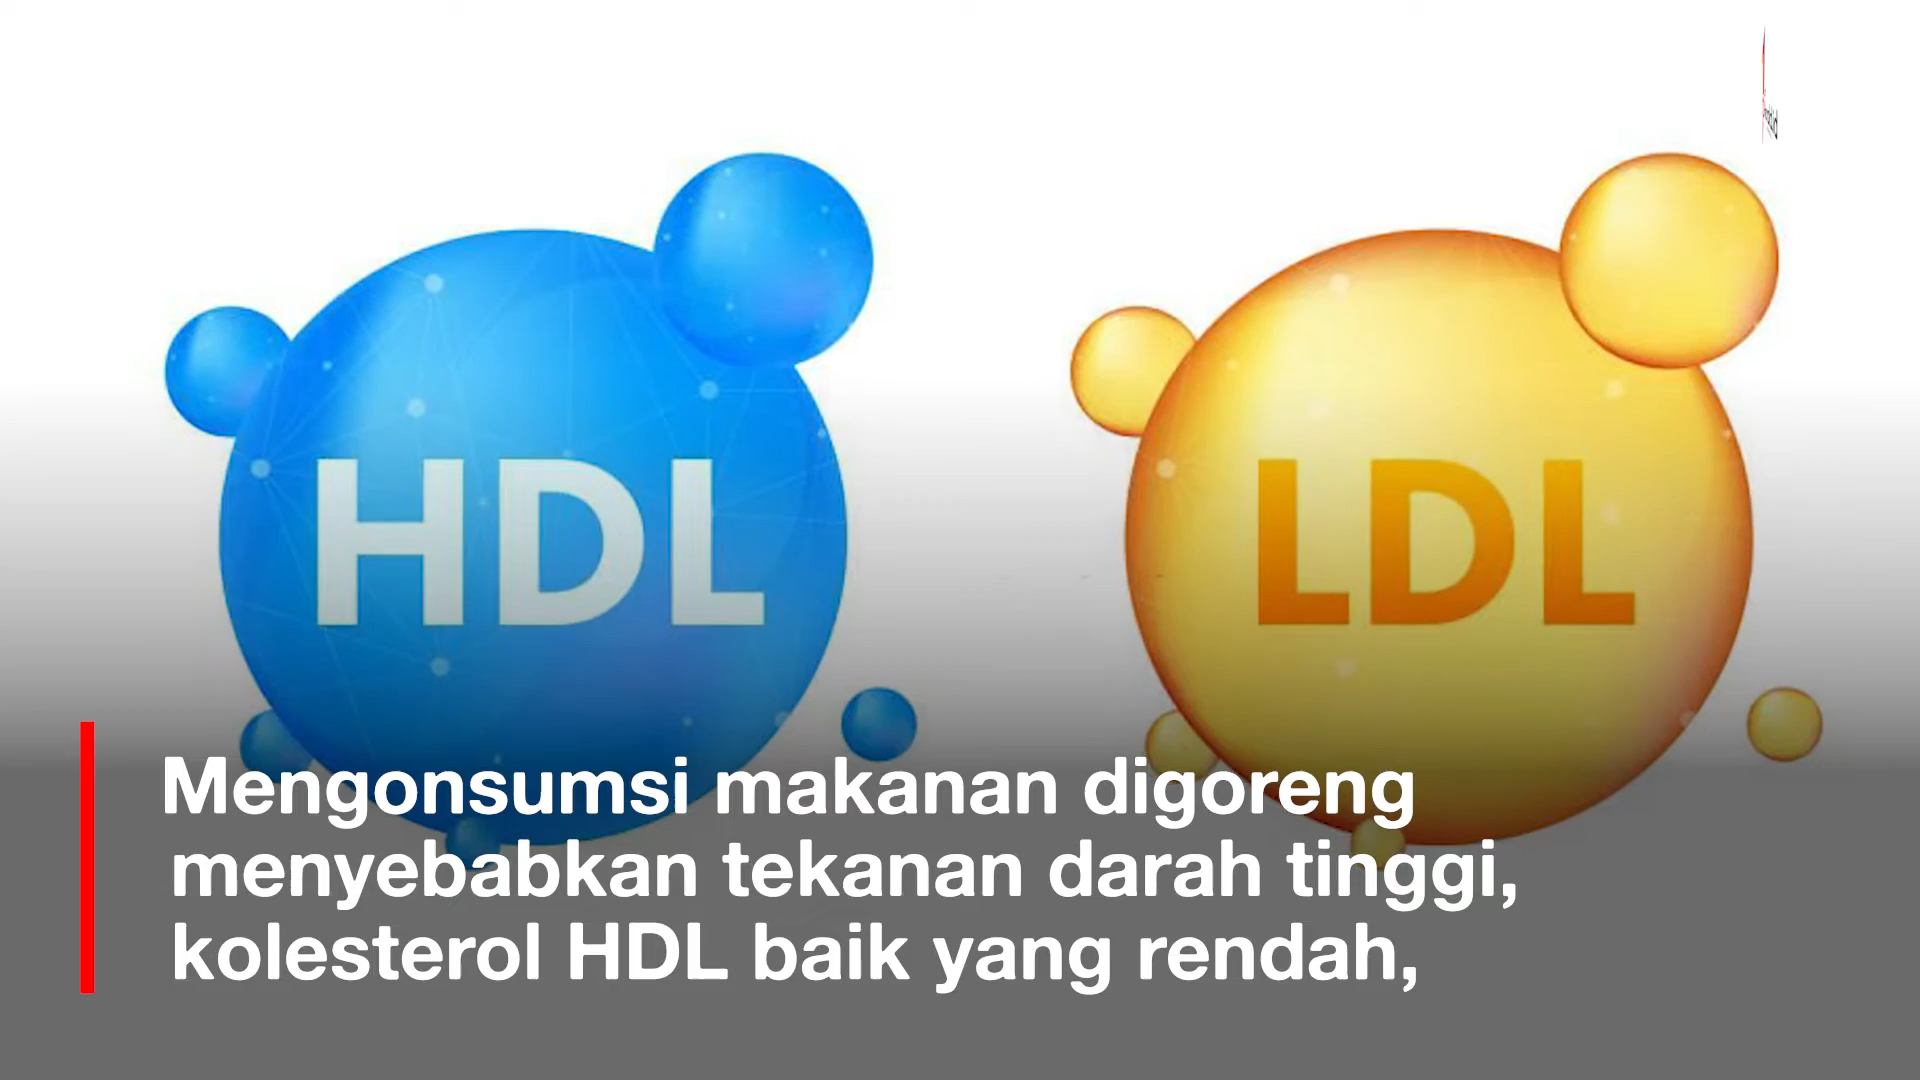 HDL
LDL
Mengonsumsi makanan digoreng
menyebabkan tekanan darah tinggi,
kolesterol HDL baik yang rendah,